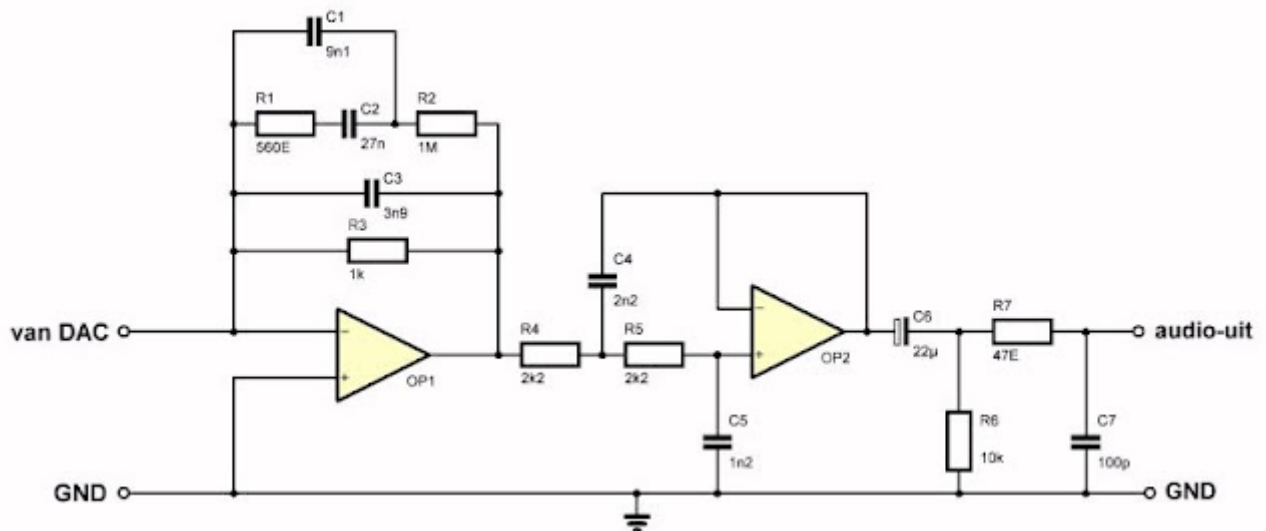 C1
9n1
R1
560E
C2
27n
R2
1M
C3
3n9
R3
1k
C4
2n2
van DAC
OP1
R4
2k2
R5
2k2
OP2
C6
22µ
R7
47E
audio-uit
C5
1n2
R6
10k
C7
100p
GND
GND
−
+
−
+